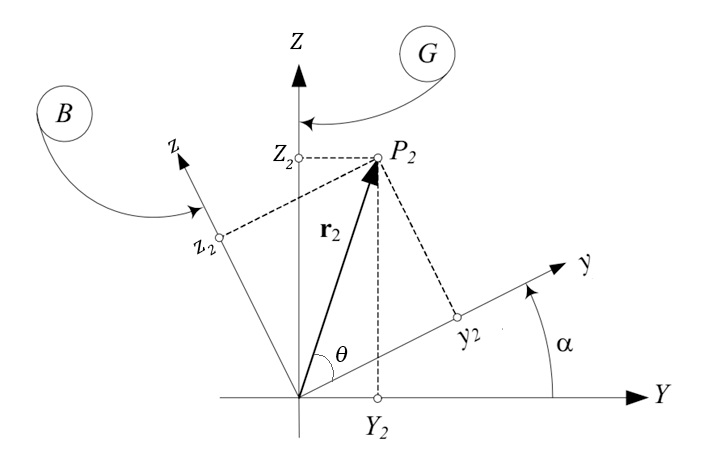 Z
G
B
z
Z₂
P₂
r₂
z₂
y
θ
y₂
α
Y
Y₂